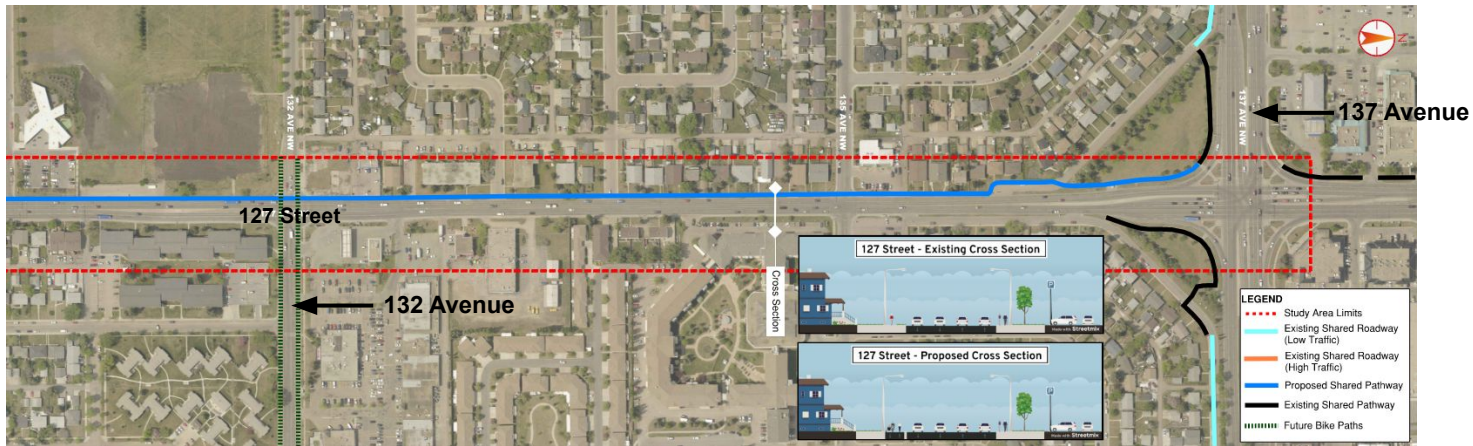 N
132 AVE NW
135 AVE NW
137 AVE NW
137 Avenue
127 Street
132 Avenue
Cross Section
127 Street - Existing Cross Section
Made with Streetmix
127 Street - Proposed Cross Section
Made with Streetmix
LEGEND
Study Area Limits
Existing Shared Roadway
(Low Traffic)
Existing Shared Roadway
(High Traffic)
Proposed Shared Pathway
Existing Shared Pathway
Future Bike Paths